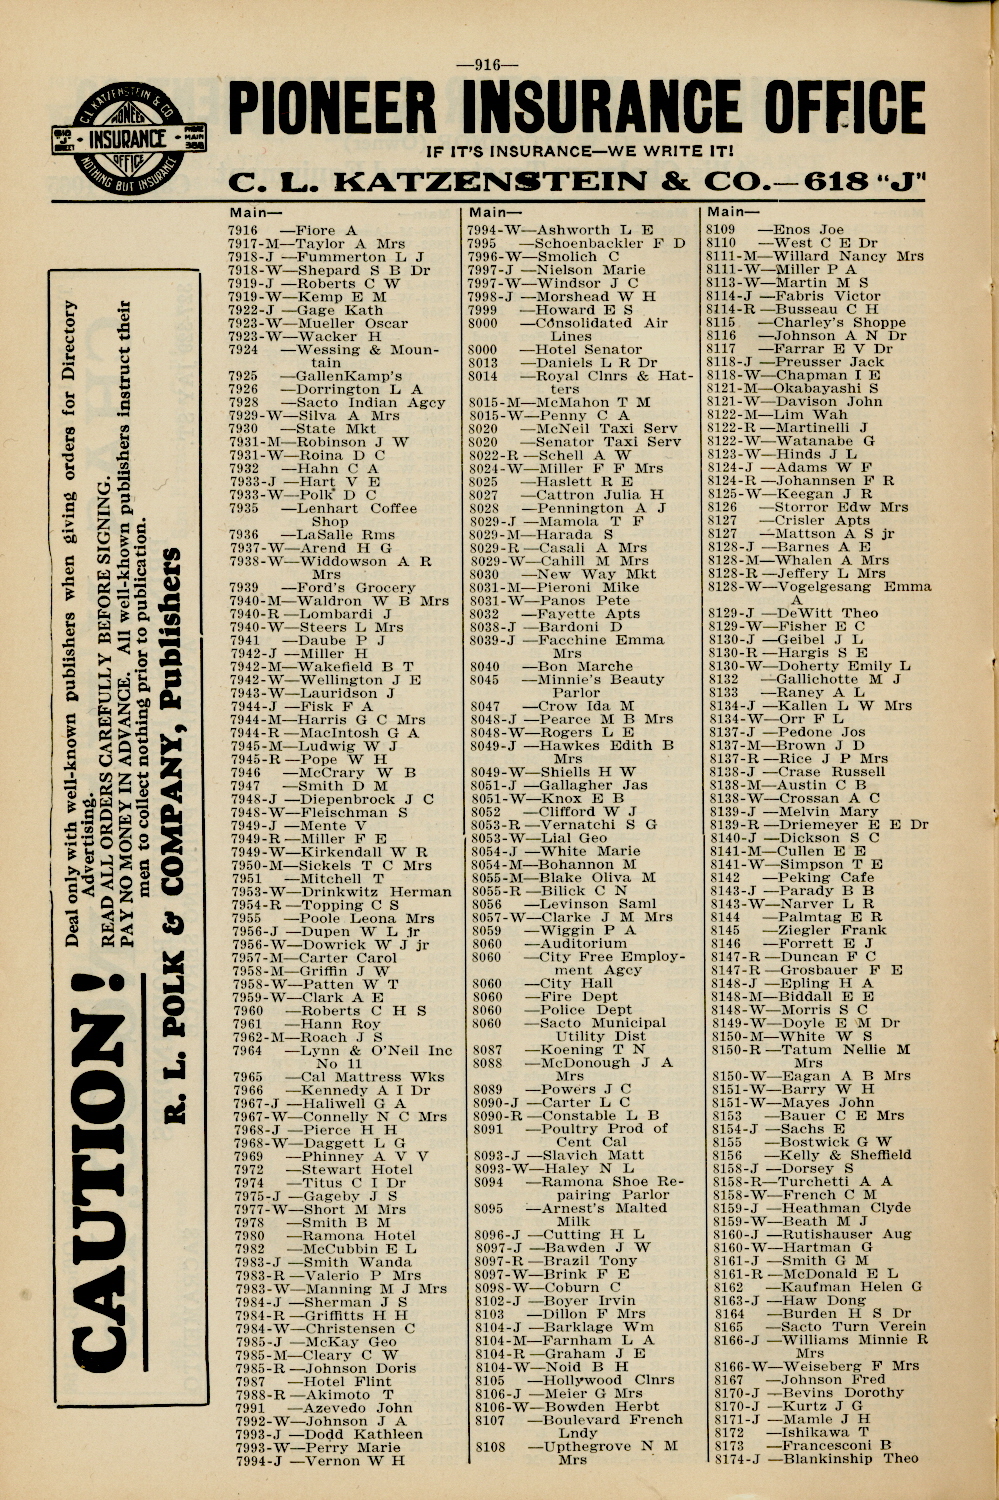 —916—
C. L. KATZENSTEIN & CO
PIONEER
618 "J" STREET
INSURANCE
PHONE MAIN 388
OFFICE
NOTHING BUT INSURANCE
PIONEER INSURANCE OFFICE
IF IT'S INSURANCE—WE WRITE IT!
C. L. KATZENSTEIN & CO.—618 "J"
CAUTION!
Deal only with well-known publishers when giving orders for Directory
Advertising.
READ ALL ORDERS CAREFULLY BEFORE SIGNING.
PAY NO MONEY IN ADVANCE. All well-known publishers instruct their
men to collect nothing prior to publication.
R. L. POLK & COMPANY, Publishers
Main—
7916 —Fiore A
7917-M—Taylor A Mrs
7918-J —Fummerton L J
7918-W—Shepard S B Dr
7919-J —Roberts C W
7919-W—Kemp E M
7922-J —Gage Kath
7923-W—Mueller Oscar
7923-W—Wacker H
7924 —Wessing & Moun-
tain
7925 —GallenKamp's
7926 —Dorrington L A
7928 —Sacto Indian Agcy
7929-W—Silva A Mrs
7930 —State Mkt
7931-M—Robinson J W
7931-W—Roina D C
7932 —Hahn C A
7933-J —Hart V E
7933-W—Polk D C
7935 —Lenhart Coffee
Shop
7936 —LaSalle Rms
7937-W—Arend H G
7938-W—Widdowson A R
Mrs
7939 —Ford's Grocery
7940-M—Waldron W B Mrs
7940-R —Lombardi J
7940-W—Steers L Mrs
7941 —Daube P J
7942-J —Miller H
7942-M—Wakefield B T
7942-W—Wellington J E
7943-W—Lauridson J
7944-J —Fisk F A
7944-M—Harris G C Mrs
7944-R —MacIntosh G A
7945-M—Ludwig W J
7945-R —Pope W H
7946 —McCrary W B
7947 —Smith D M
7948-J —Diepenbrock J C
7948-W—Fleischman S
7949-J —Mente V
7949-R —Miller F E
7949-W—Kirkendall W R
7950-M—Sickels T C Mrs
7951 —Mitchell T
7953-W—Drinkwitz Herman
7954-R —Topping C S
7955 —Poole Leona Mrs
7956-J —Dupen W L jr
7956-W—Dowrick W J jr
7957-M—Carter Carol
7958-M—Griffin J W
7958-W—Patten W T
7959-W—Clark A E
7960 —Roberts C H S
7961 —Hann Roy
7962-M—Roach J S
7964 —Lynn & O'Neil Inc
No 11
7965 —Cal Mattress Wks
7966 —Kennedy A I Dr
7967-J —Haliwell G A
7967-W—Connelly N C Mrs
7968-J —Pierce H H
7968-W—Daggett L G
7969 —Phinney A V V
7972 —Stewart Hotel
7974 —Titus C I Dr
7975-J —Gageby J S
7977-W—Short M Mrs
7978 —Smith B M
7980 —Ramona Hotel
7982 —McCubbin E L
7983-J —Smith Wanda
7983-R —Valerio P Mrs
7983-W—Manning M J Mrs
7984-J —Sherman J S
7984-R —Griffitts H H
7984-W—Christensen C
7985-J —McKay Geo
7985-M—Cleary C W
7985-R —Johnson Doris
7987 —Hotel Flint
7988-R —Akimoto T
7991 —Azevedo John
7992-W—Johnson J A
7993-J —Dodd Kathleen
7993-W—Perry Marie
7994-J —Vernon W H
Main—
7994-W—Ashworth L E
7995 —Schoenbackler F D
7996-W—Smolich C
7997-J —Nielson Marie
7997-W—Windsor J C
7998-J —Morshead W H
7999 —Howard E S
8000 —Consolidated Air
Lines
8000 —Hotel Senator
8013 —Daniels L R Dr
8014 —Royal Clnrs & Hat-
ters
8015-M—McMahon T M
8015-W—Penny C A
8020 —McNeil Taxi Serv
8020 —Senator Taxi Serv
8022-R —Schell A W
8024-W—Miller F F Mrs
8025 —Haslett R E
8027 —Cattron Julia H
8028 —Pennington A J
8029-J —Mamola T F
8029-M—Harada S
8029-R —Casali A Mrs
8029-W—Cahill M Mrs
8030 —New Way Mkt
8031-M—Pieroni Mike
8031-W—Panos Pete
8032 —Fayette Apts
8038-J —Bardoni D
8039-J —Facchine Emma
Mrs
8040 —Bon Marche
8045 —Minnie's Beauty
Parlor
8047 —Crow Ida M
8048-J —Pearce M B Mrs
8048-W—Rogers L E
8049-J —Hawkes Edith B
Mrs
8049-W—Shiells H W
8051-J —Gallagher Jas
8051-W—Knox E B
8052 —Clifford W J
8053-R —Vernatchi S G
8053-W—Lial Geo
8054-J —White Marie
8054-M—Bohannon M
8055-M—Blake Oliva M
8055-R —Bilick C N
8056 —Levinson Saml
8057-W—Clarke J M Mrs
8059 —Wiggin P A
8060 —Auditorium
8060 —City Free Employ-
ment Agcy
8060 —City Hall
8060 —Fire Dept
8060 —Police Dept
8060 —Sacto Municipal
Utility Dist
8087 —Koening T N
8088 —McDonough J A
Mrs
8089 —Powers J C
8090-J —Carter L C
8090-R —Constable L B
8091 —Poultry Prod of
Cent Cal
8093-J —Slavich Matt
8093-W—Haley N L
8094 —Ramona Shoe Re-
pairing Parlor
8095 —Arnest's Malted
Milk
8096-J —Cutting H L
8097-J —Bawden J W
8097-R —Brazil Tony
8097-W—Brink F E
8098-W—Coburn C
8102-J —Boyer Irvin
8103 —Dillon F Mrs
8104-J —Barklage Wm
8104-M—Farnham L A
8104-R —Graham J E
8104-W—Noid B H
8105 —Hollywood Clnrs
8106-J —Meier G Mrs
8106-W—Bowden Herbt
8107 —Boulevard French
Lndy
8108 —Upthegrove N M
Mrs
Main—
8109 —Enos Joe
8110 —West C E Dr
8111-M—Willard Nancy Mrs
8111-W—Miller P A
8113-W—Martin M S
8114-J —Fabris Victor
8114-R —Busseau C H
8115 —Charley's Shoppe
8116 —Johnson A N Dr
8117 —Farrar E V Dr
8118-J —Preusser Jack
8118-W—Chapman I E
8121-M—Okabayashi S
8121-W—Davison John
8122-M—Lim Wah
8122-R —Martinelli J
8122-W—Watanabe G
8123-W—Hinds J L
8124-J —Adams W F
8124-R —Johannsen F R
8125-W—Keegan J R
8126 —Storror Edw Mrs
8127 —Crisler Apts
8127 —Mattson A S jr
8128-J —Barnes A E
8128-M—Whalen A Mrs
8128-R —Jeffery L Mrs
8128-W—Vogelgesang Emma
A
8129-J —DeWitt Theo
8129-W—Fisher E C
8130-J —Geibel J L
8130-R —Hargis S E
8130-W—Doherty Emily L
8132 —Gallichotte M J
8133 —Raney A L
8134-J —Kallen L W Mrs
8134-W—Orr F L
8137-J —Pedone Jos
8137-M—Brown J D
8137-R —Rice J P Mrs
8138-J —Crase Russell
8138-M—Austin C B
8138-W—Crossan A C
8139-J —Melvin Mary
8139-R —Driemeyer E E Dr
8140-J —Dickson S C
8141-M—Cullen E E
8141-W—Simpson T E
8142 —Peking Cafe
8143-J —Parady B B
8143-W—Narver L R
8144 —Palmtag E R
8145 —Ziegler Frank
8146 —Forrett E J
8147-R —Duncan F C
8147-R —Grosbauer F E
8148-J —Epling H A
8148-M—Biddall E E
8148-W—Morris S C
8149-W—Doyle E M Dr
8150-M—White W S
8150-R —Tatum Nellie M
Mrs
8150-W—Eagan A B Mrs
8151-W—Barry W H
8151-W—Mayes John
8153 —Bauer C E Mrs
8154-J —Sachs E
8155 —Bostwick G W
8156 —Kelly & Sheffield
8158-J —Dorsey S
8158-R—Turchetti A A
8158-W—French C M
8159-J —Heathman Clyde
8159-W—Beath M J
8160-J —Rutishauser Aug
8160-W—Hartman G
8161-J —Smith G M
8161-R —McDonald E L
8162 —Kaufman Helen G
8163-J —Haw Dong
8164 —Burden H S Dr
8165 —Sacto Turn Verein
8166-J —Williams Minnie R
Mrs
8166-W—Weiseberg F Mrs
8167 —Johnson Fred
8170-J —Bevins Dorothy
8170-J —Kurtz J G
8171-J —Mamle J H
8172 —Ishikawa T
8173 —Francesconi B
8174-J —Blankinship Theo